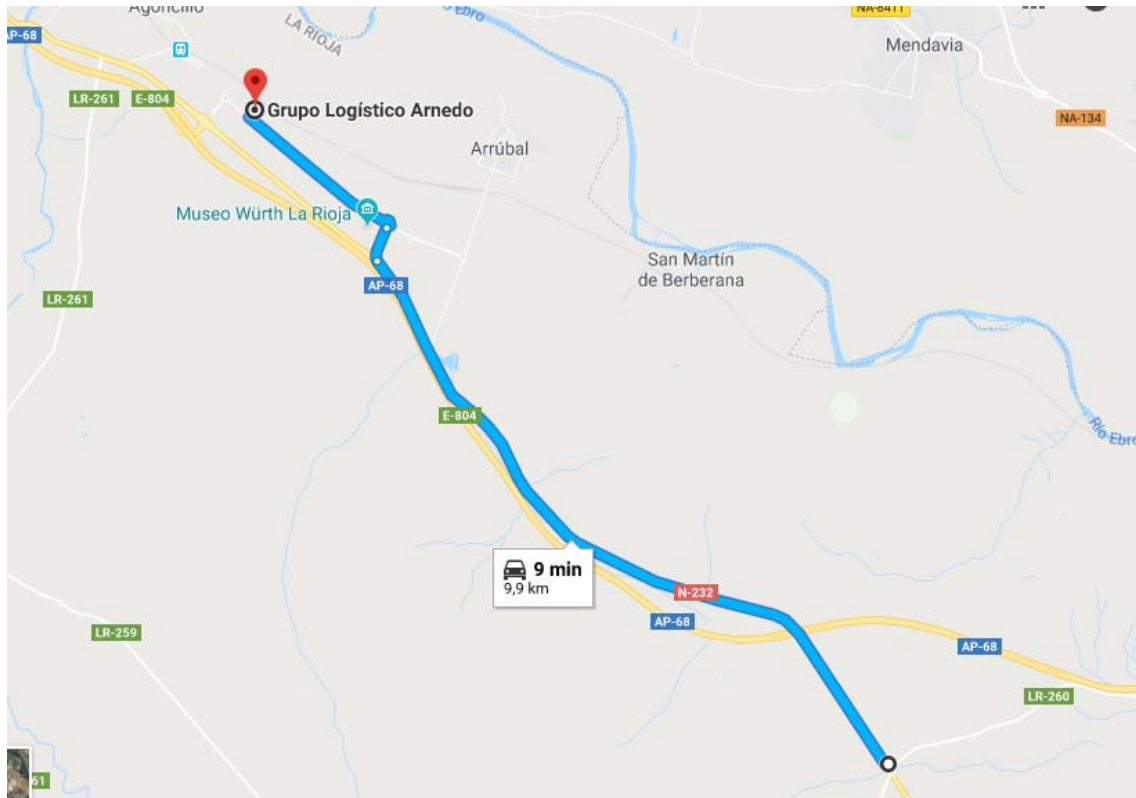 Agoncillo
LA RIOJA
Río Ebro
NA-8411
AP-68
Mendavia
LR-261
E-804
Grupo Logístico Arnedo
NA-134
Arrúbal
Museo Würth La Rioja
San Martín
de Berberana
AP-68
LR-261
E-804
Río Ebro
9 min
9,9 km
N-232
AP-68
LR-259
AP-68
LR-260
61